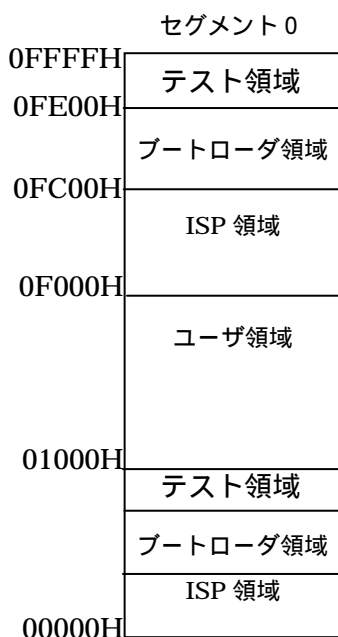 セグメント 0
0FFFFH
テスト領域
0FE00H
ブートローダ領域
0FC00H
ISP 領域
0F000H
ユーザ領域
01000H
テスト領域
ブートローダ領域
ISP 領域
00000H